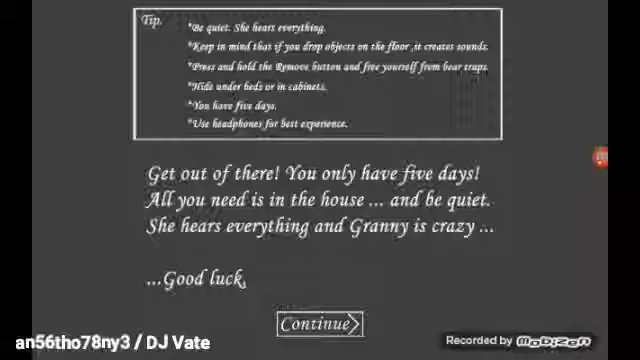 Tip.
*Be quiet. She hears everything.
*Keep in mind that if you drop objects on the floor ,it creates sounds.
*Press and hold the Remove button and free yourself from bear traps.
*Hide under beds or in cabinets.
*You have five days.
*Use headphones for best experience.
Get out of there! You only have five days!
All you need is in the house ... and be quiet.
She hears everything and Granny is crazy ...
...Good luck.
Continue
an56tho78ny3 / DJ Vate
Recorded by Mobizen